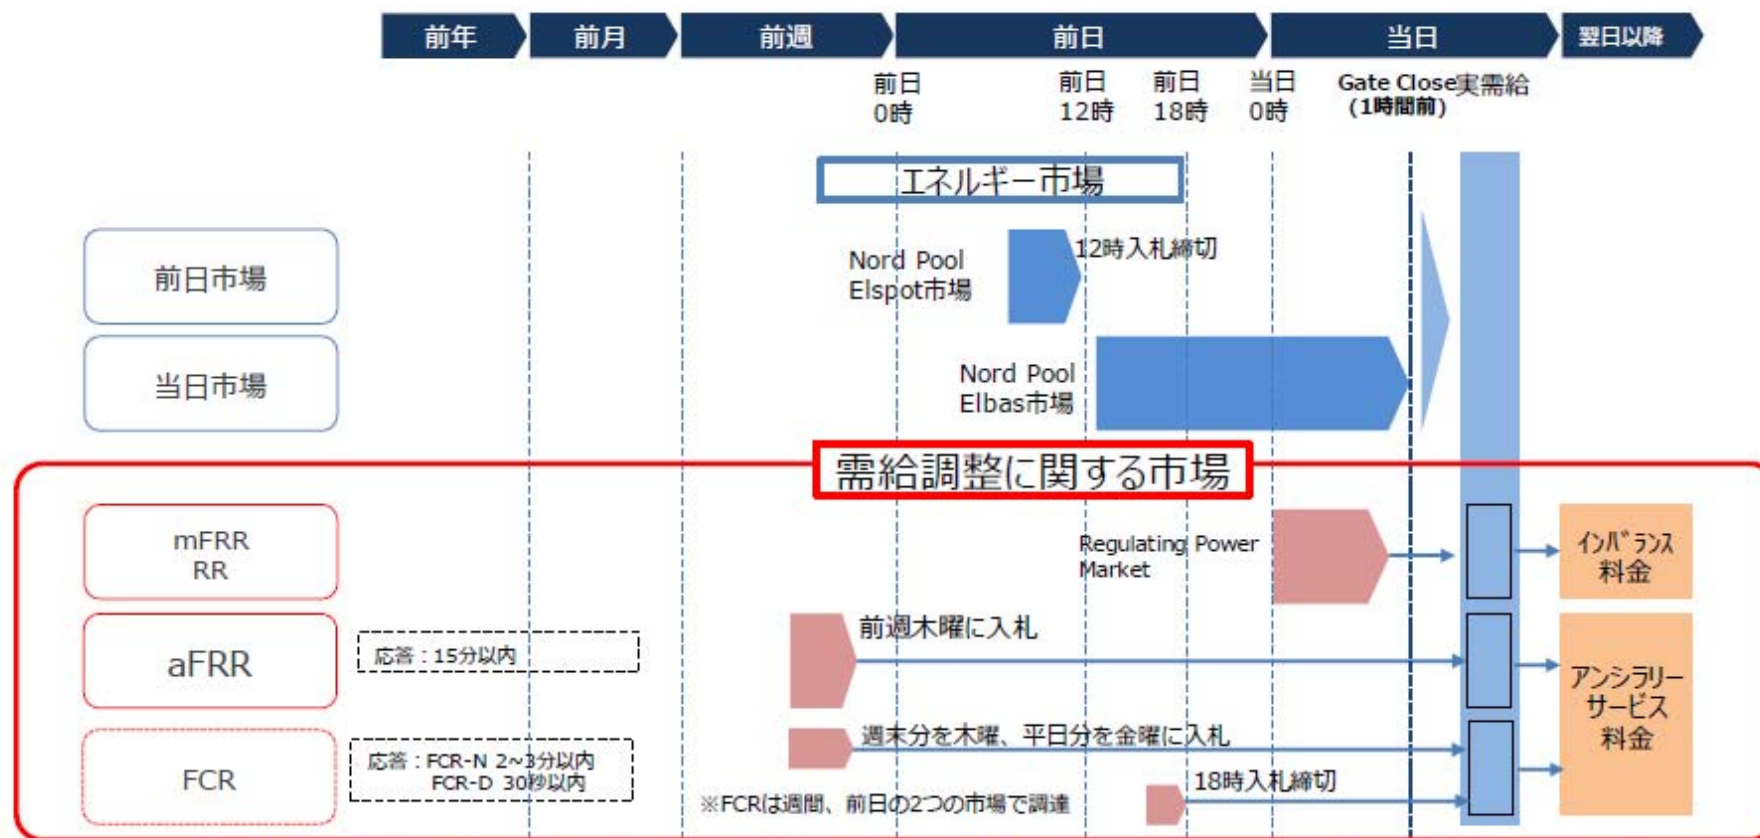 前年
前月
前週
前日
当日
翌日以降
前日
0時
前日
12時
前日
18時
当日
0時
Gate Close
(1時間前)
実需給
エネルギー市場
前日市場
Nord Pool
Elspot市場
12時入札締切
当日市場
Nord Pool
Elbas市場
需給調整に関する市場
mFRR
RR
Regulating Power
Market
インバランス
料金
aFRR
応答：15分以内
前週木曜に入札
アンシラリー
サービス
料金
FCR
応答：FCR-N 2~3分以内
FCR-D 30秒以内
週末分を木曜、平日分を金曜に入札
18時入札締切
※FCRは週間、前日の2つの市場で調達